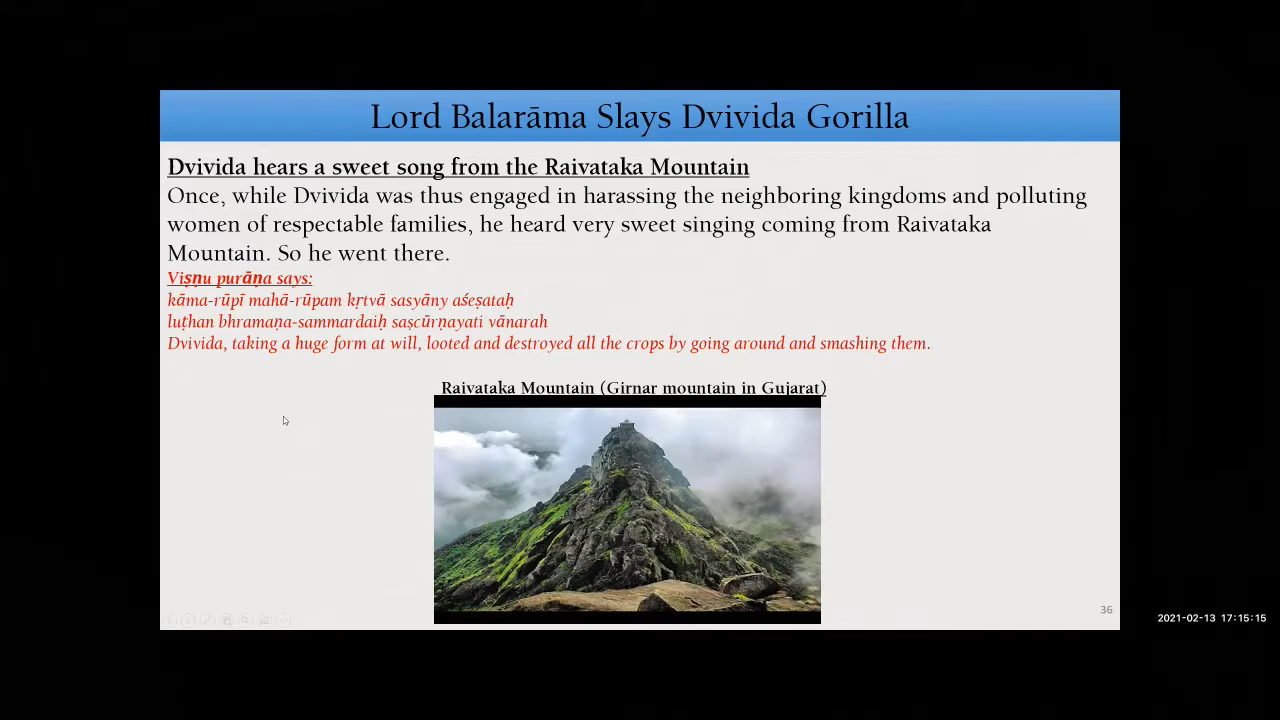 Lord Balarāma Slays Dvivida Gorilla
Dvivida hears a sweet song from the Raivataka Mountain
Once, while Dvivida was thus engaged in harassing the neighboring kingdoms and polluting
women of respectable families, he heard very sweet singing coming from Raivataka
Mountain. So he went there.
Viṣṇu purāṇa says:
kāma-rūpī mahā-rūpam kṛtvā sasyāny aśeṣataḥ
luṭhan bhramaṇa-sammardaiḥ saṣcūrṇayati vānarah
Dvivida, taking a huge form at will, looted and destroyed all the crops by going around and smashing them.
Raivataka Mountain (Girnar mountain in Gujarat)
36
2021-02-13 17:15:15